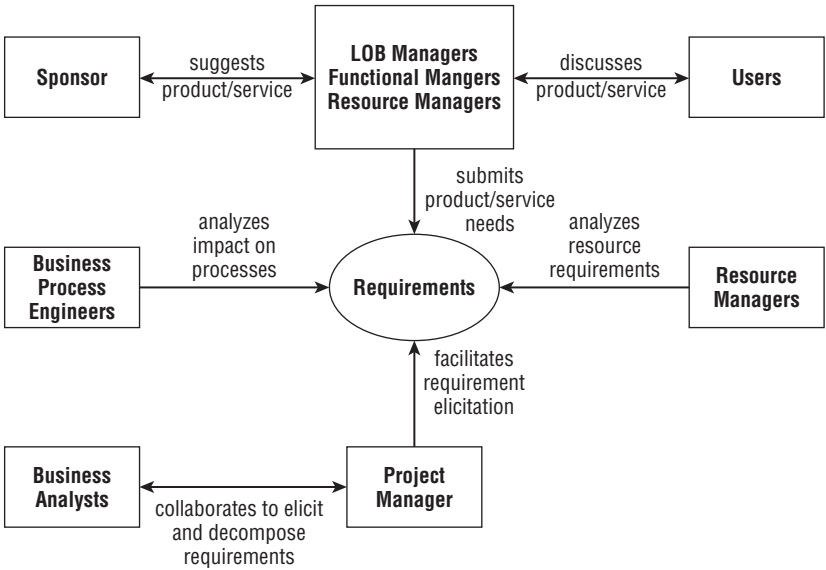 Sponsor
suggests
product/service
LOB Managers
Functional Mangers
Resource Managers
discusses
product/service
Users
submits
product/service
needs
analyzes
impact on
processes
analyzes
resource
requirements
Business
Process
Engineers
Requirements
Resource
Managers
facilitates
requirement
elicitation
Business
Analysts
collaborates to elicit
and decompose
requirements
Project
Manager